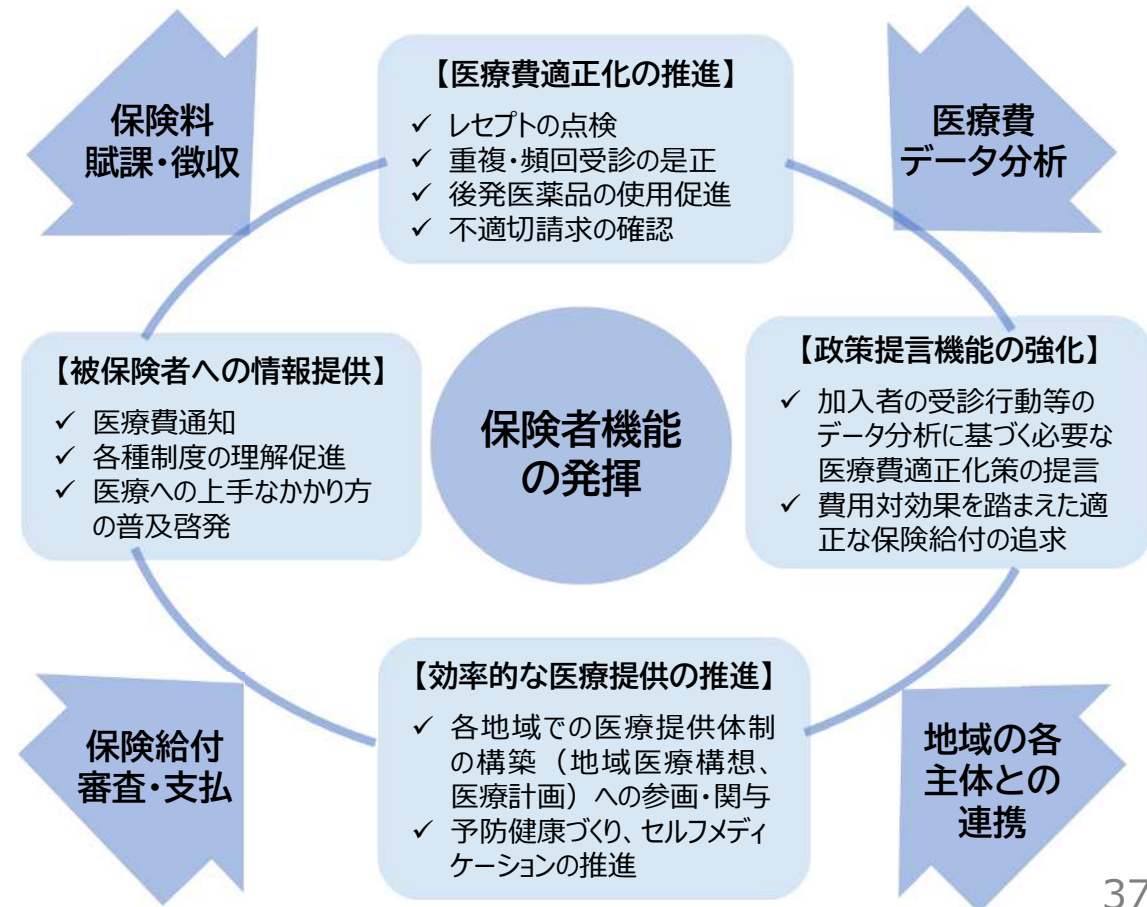 保険料
賦課・徴収
【医療費適正化の推進】
✓ レセプトの点検
✓ 重複・頻回受診の是正
✓ 後発医薬品の使用促進
✓ 不適切請求の確認
医療費
データ分析
【被保険者への情報提供】
✓ 医療費通知
✓ 各種制度の理解促進
✓ 医療への上手なかかり方
の普及啓発
保険者機能
の発揮
【政策提言機能の強化】
✓ 加入者の受診行動等の
データ分析に基づく必要な
医療費適正化策の提言
✓ 費用対効果を踏まえた適
正な保険給付の追求
保険給付
審査・支払
【効率的な医療提供の推進】
✓ 各地域での医療提供体制
の構築（地域医療構想、
医療計画）への参画・関与
✓ 予防健康づくり、セルフメディ
ケーションの推進
地域の各
主体との
連携
37